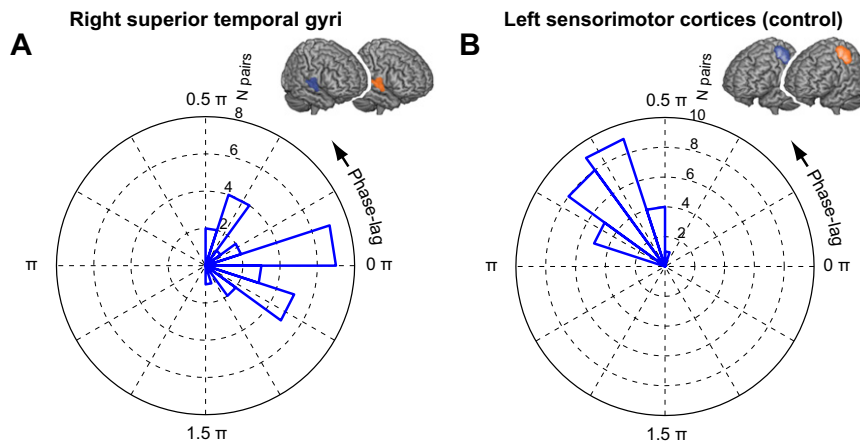 Right superior temporal gyri
Left sensorimotor cortices (control)
A
B
N pairs
0.5 π
8
6
4
2
Phase-lag
π
0 π
1.5 π
N pairs
0.5 π
10
8
6
4
2
Phase-lag
π
0 π
1.5 π